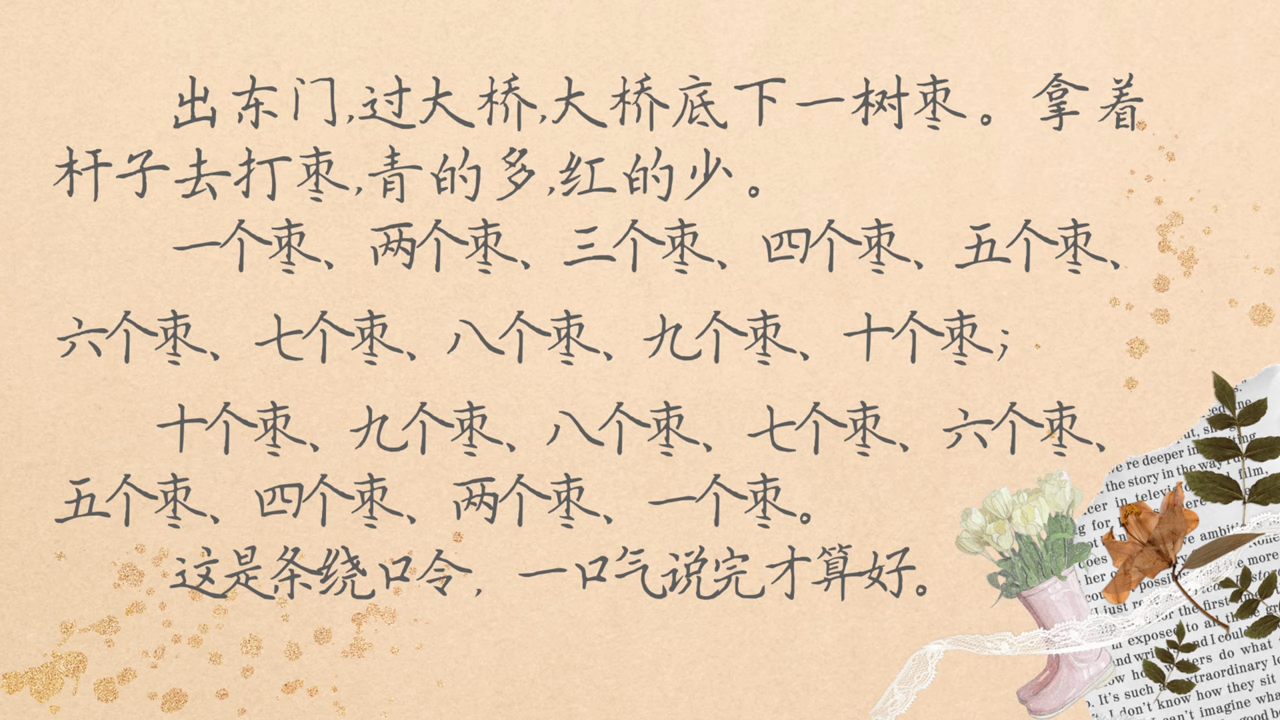 出东门,过大桥,大桥底下一树枣。拿着
杆子去打枣,青的多,红的少。
一个枣、两个枣、三个枣、四个枣、五个枣、
六个枣、七个枣、八个枣、九个枣、十个枣;
十个枣、九个枣、八个枣、七个枣、六个枣、
五个枣、四个枣、两个枣、一个枣。
这是条绕口令，一口气说完才算好。